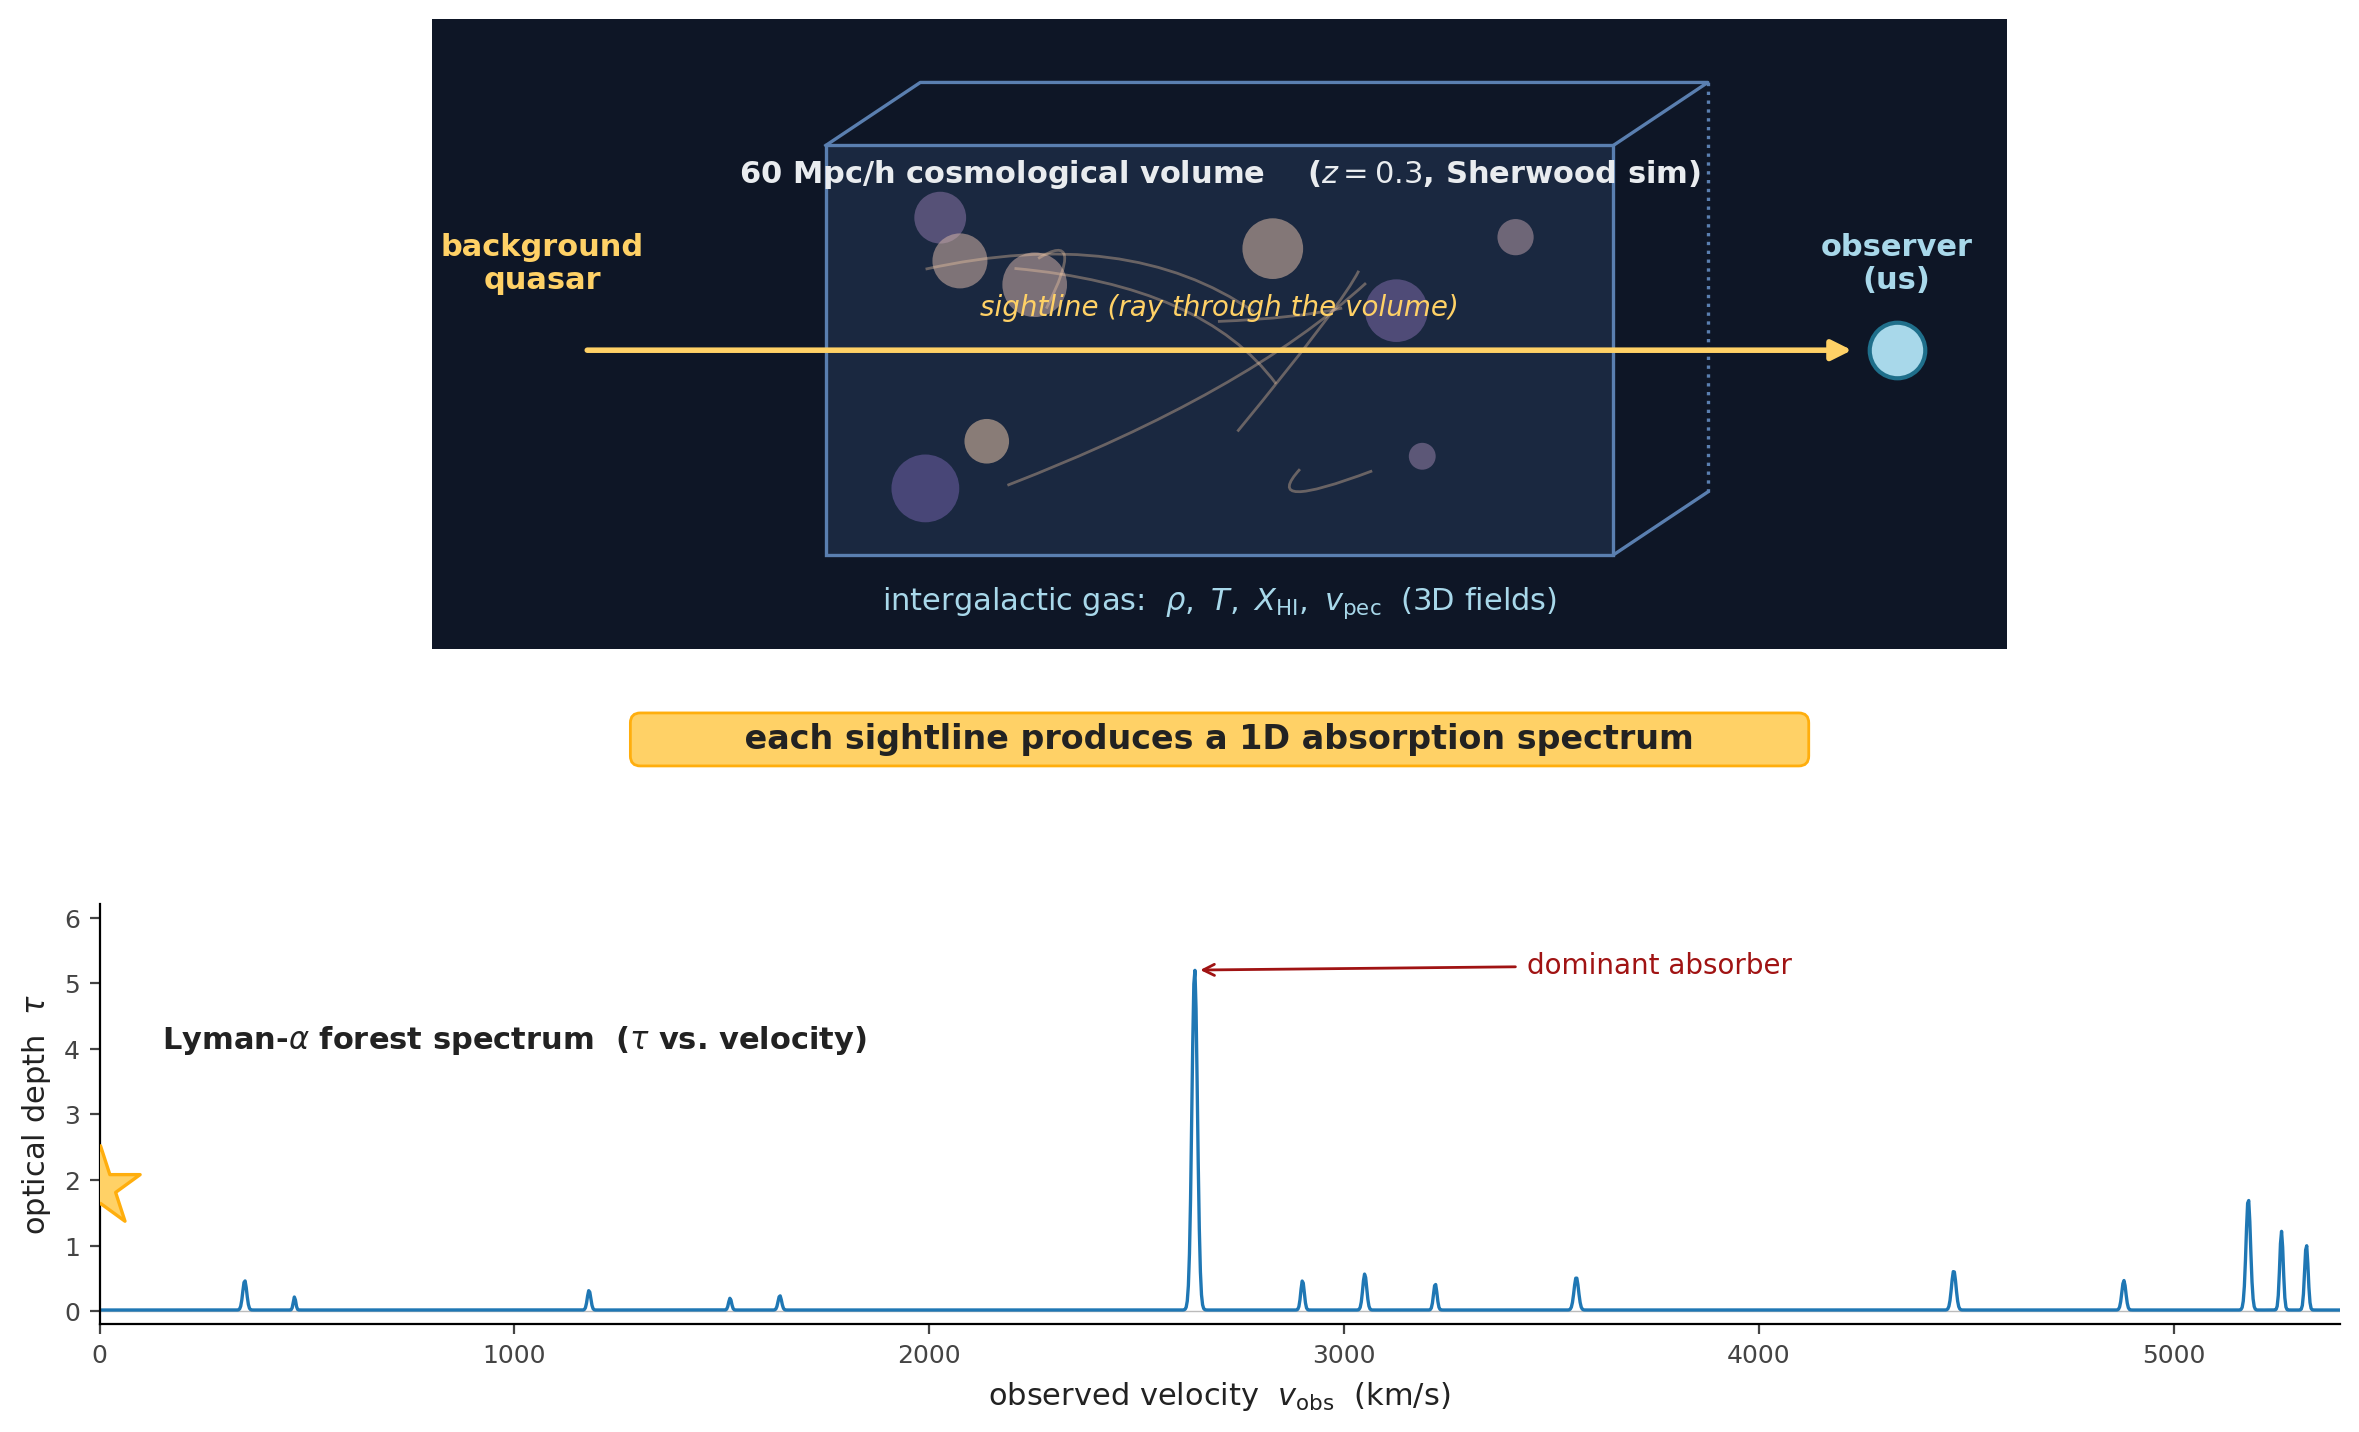 60 Mpc/h cosmological volume (z = 0.3, Sherwood sim)
background
quasar
observer
(us)
sightline (ray through the volume)
intergalactic gas: ρ, T, X_HI, v_pec (3D fields)
each sightline produces a 1D absorption spectrum
6
5
4
3
2
1
0
optical depth τ
dominant absorber
Lyman-α forest spectrum (τ vs. velocity)
0
1000
2000
3000
4000
5000
observed velocity v_obs (km/s)